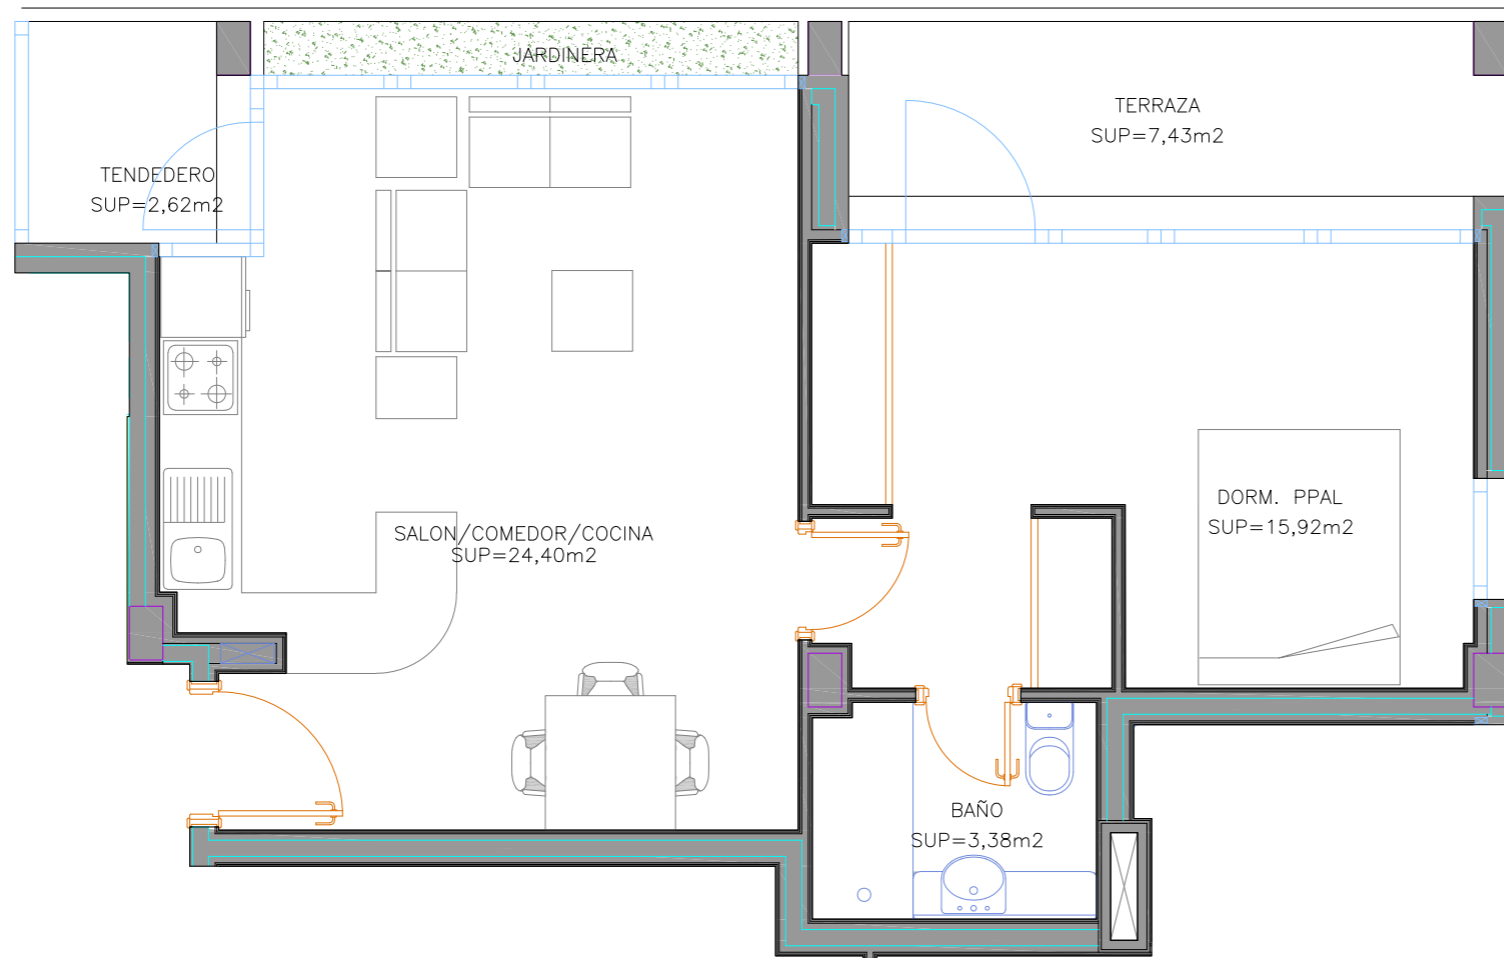 JARDINERA
TERRAZA
SUP=7,43m2
TENDEDERO
SUP=2,62m2
DORM. PPAL
SUP=15,92m2
SALON/COMEDOR/COCINA
SUP=24,40m2
BAÑO
SUP=3,38m2